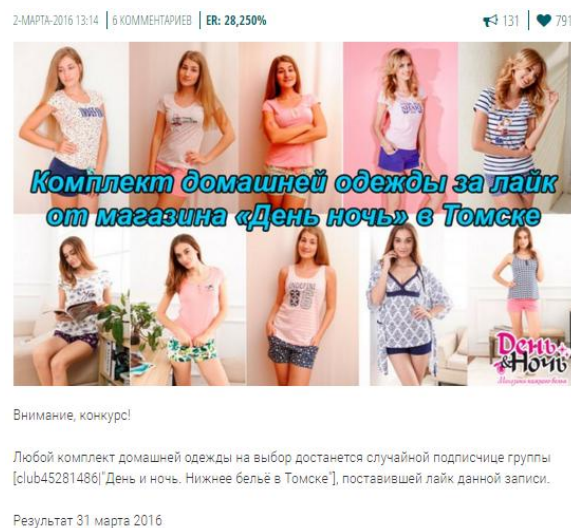 2-МАРТА-2016 13:14 | 6 КОММЕНТАРИЕВ | ER: 28,250% 131 | 791
Комплект домашней одежды за лайк
от магазина «День ночь» в Томске
День
&Ночь
Внимание, конкурс!
Любой комплект домашней одежды на выбор достанется случайной подписчице группы
[club45281486|"День и ночь. Нижнее бельё в Томске"], поставившей лайк данной записи.
Результат 31 марта 2016